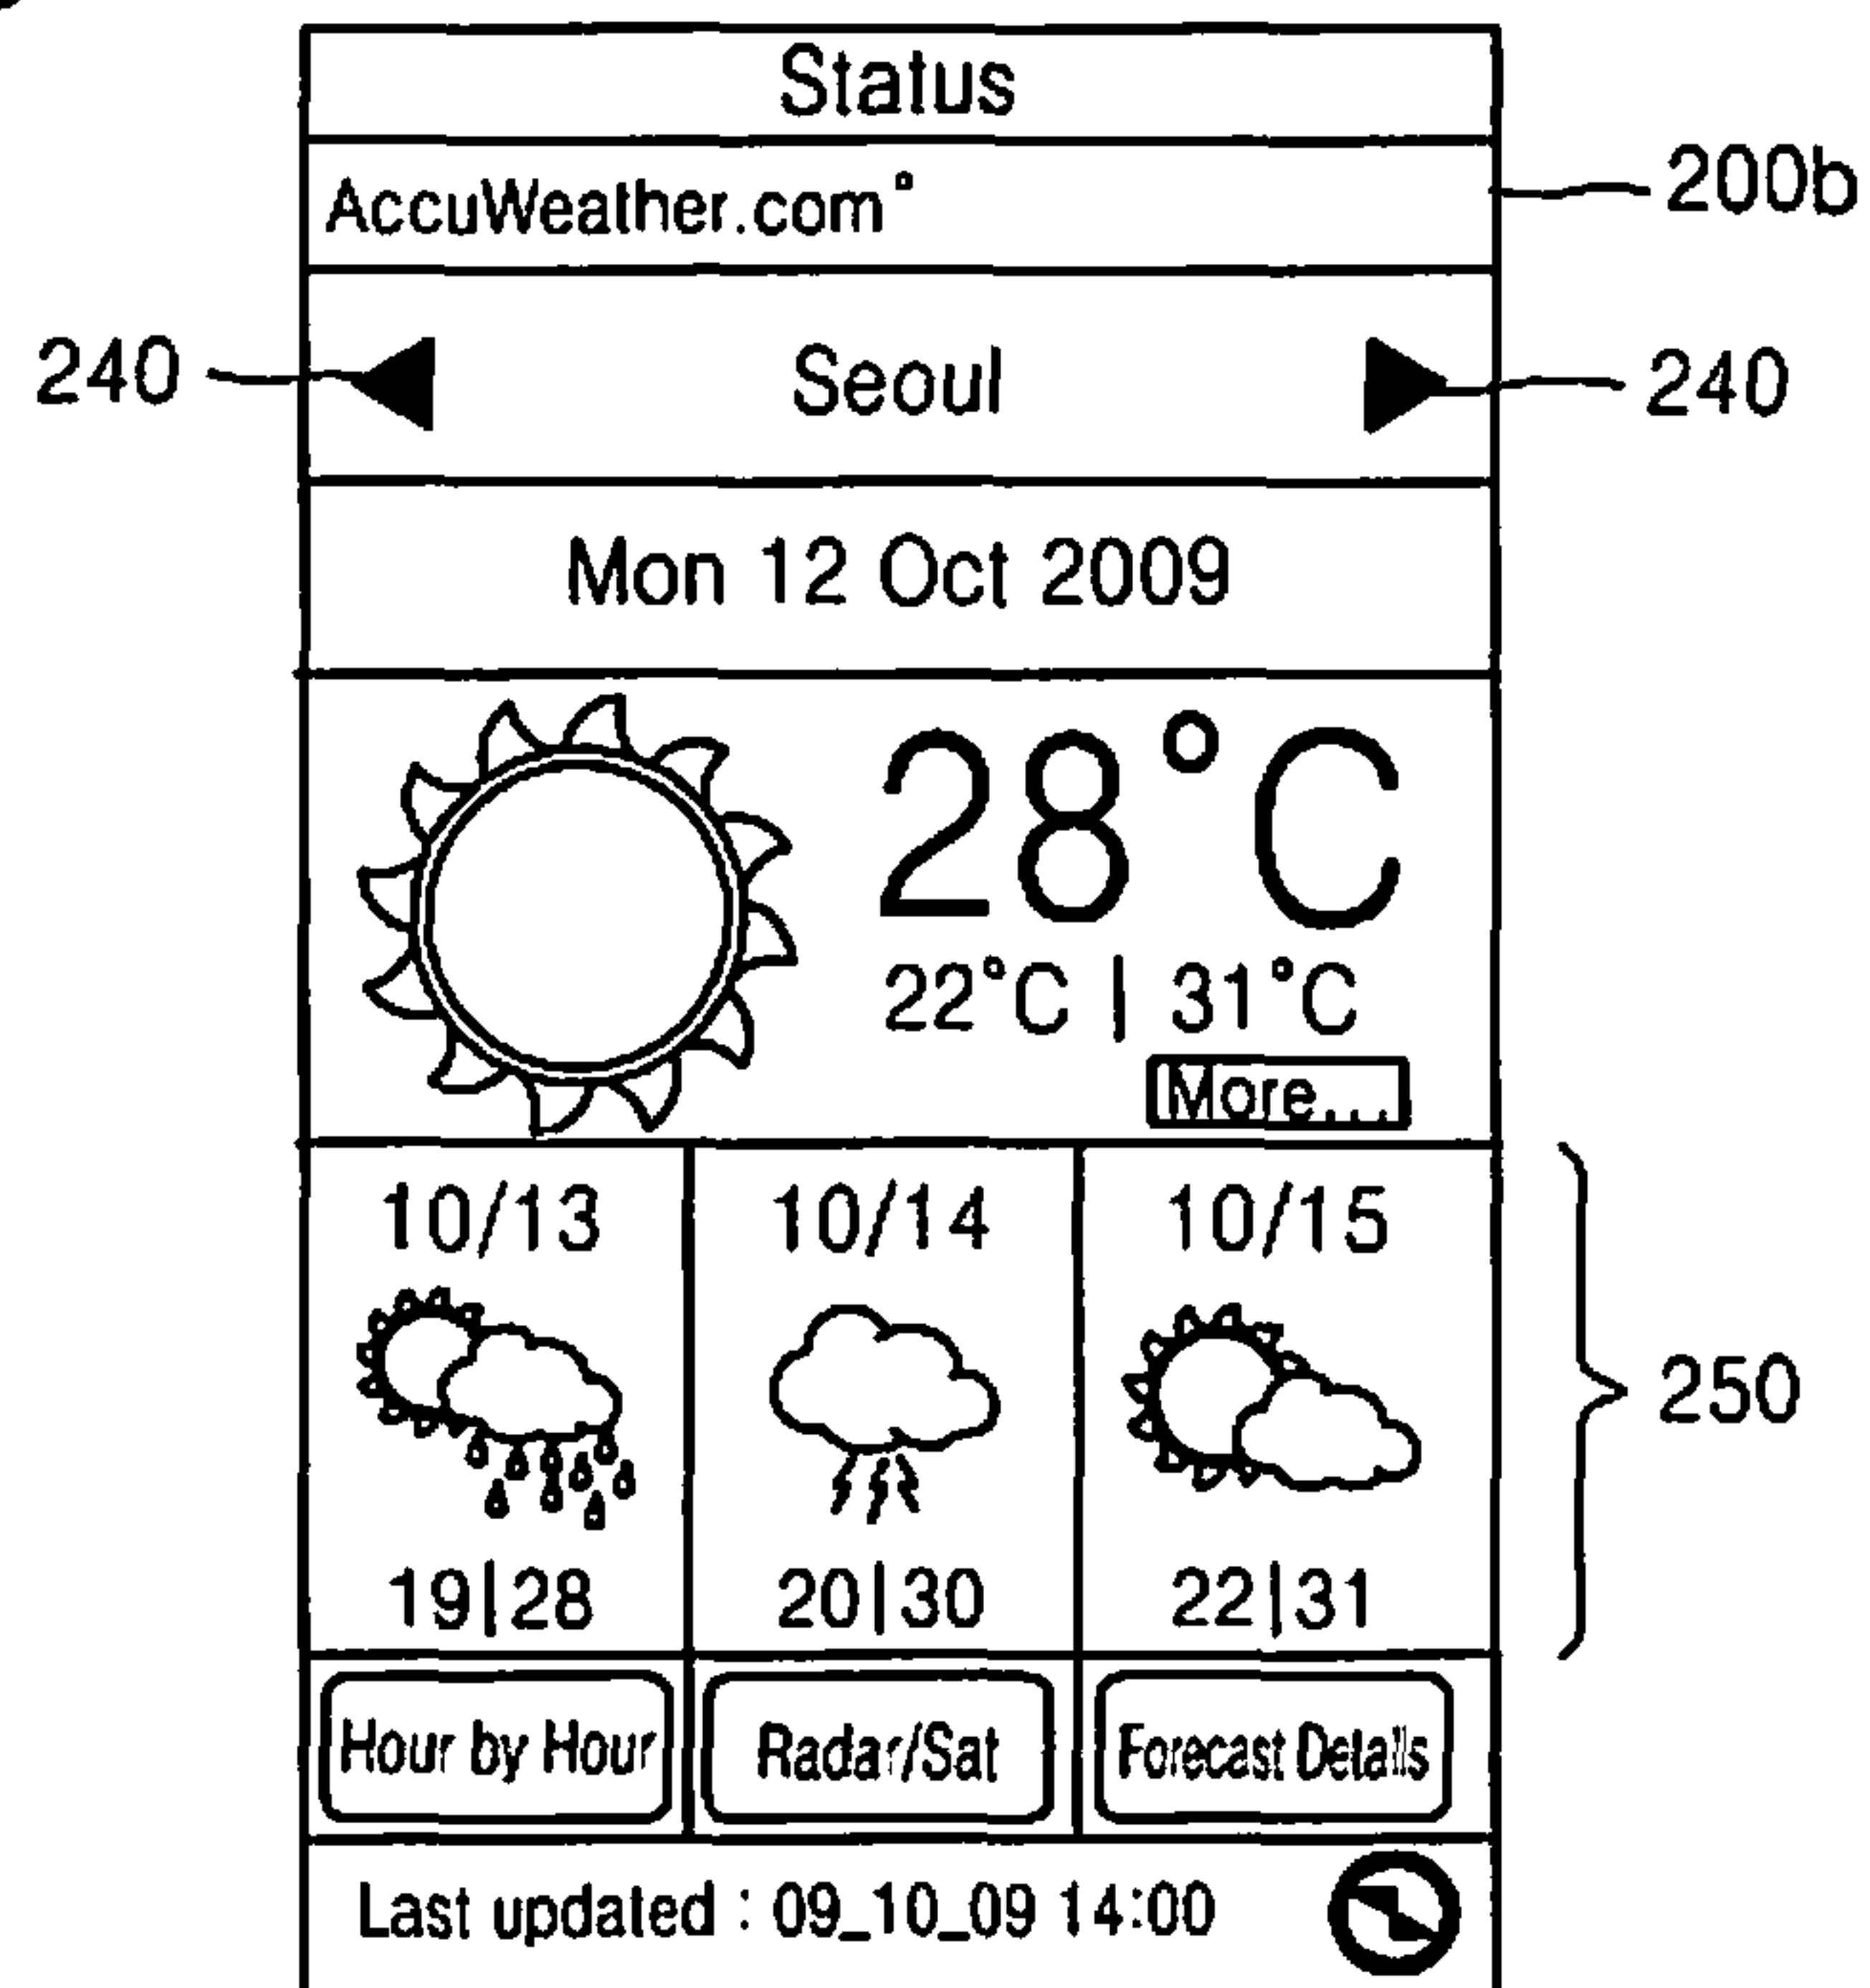 Status
AccuWeather.com°
200b
240
Seoul
240
Mon 12 Oct 2009
28°C
22°C | 31°C
More....
10/13 10/14 10/15
250
19|28 20|30 22|31
Hour by Hour Radar/Sat Forecast Details
Last updated : 09_10_09 14:00